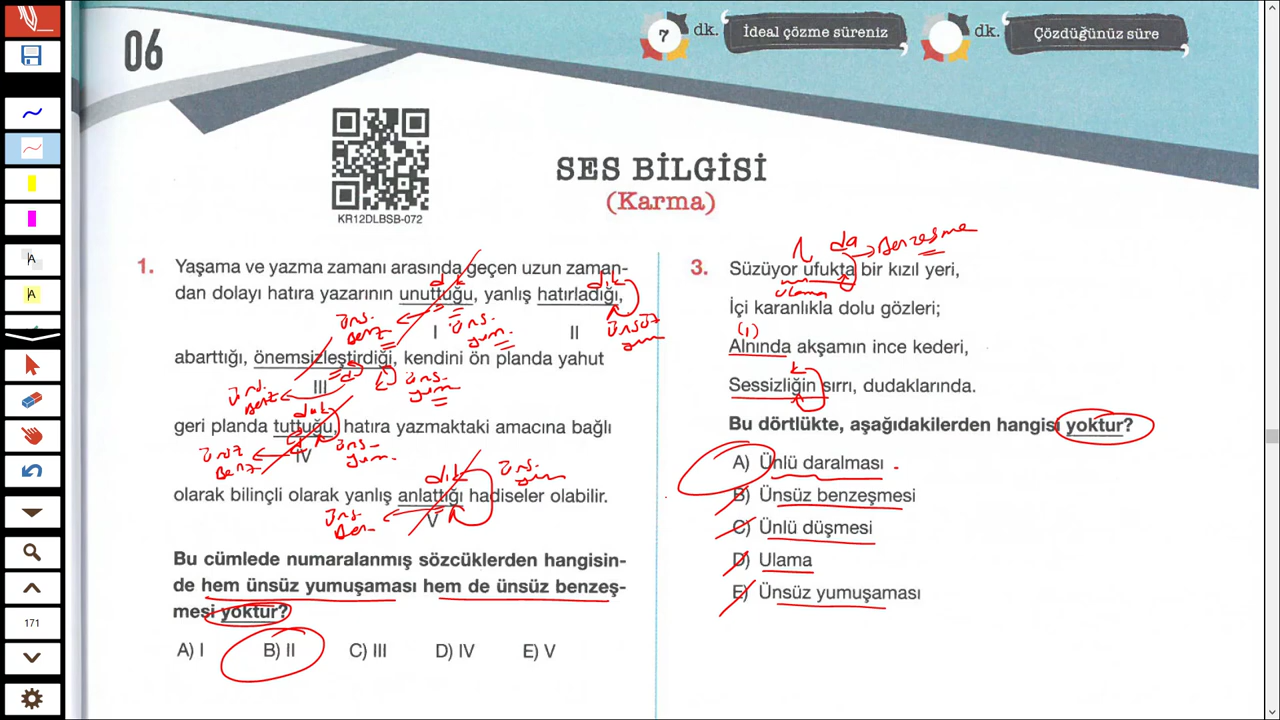 06
7 dk. İdeal çözme süreniz
dk. Çözdüğünüz süre
KR12DLBSB-072
SES BİLGİSİ
(Karma)
1. Yaşama ve yazma zamanı arasında geçen uzun zaman-
dan dolayı hatıra yazarının unuttuğu, yanlış hatırladığı,
I II
abarttığı, önemsizleştirdiği, kendini ön planda yahut
III
geri planda tuttuğu, hatıra yazmaktaki amacına bağlı
IV
olarak bilinçli olarak yanlış anlattığı hadiseler olabilir.
V
Bu cümlede numaralanmış sözcüklerden hangisin-
de hem ünsüz yumuşaması hem de ünsüz benzeş-
mesi yoktur?
A) I B) II C) III D) IV E) V
da Benzeşme
3. Süzüyor ufukta bir kızıl yeri,
ulama
İçi karanlıkla dolu gözleri;
(ı)
Alnında akşamın ince kederi,
k
Sessizliğin sırrı, dudaklarında.
Bu dörtlükte, aşağıdakilerden hangisi yoktur?
A) Ünlü daralması
B) Ünsüz benzeşmesi
C) Ünlü düşmesi
D) Ulama
E) Ünsüz yumuşaması
A
A
171